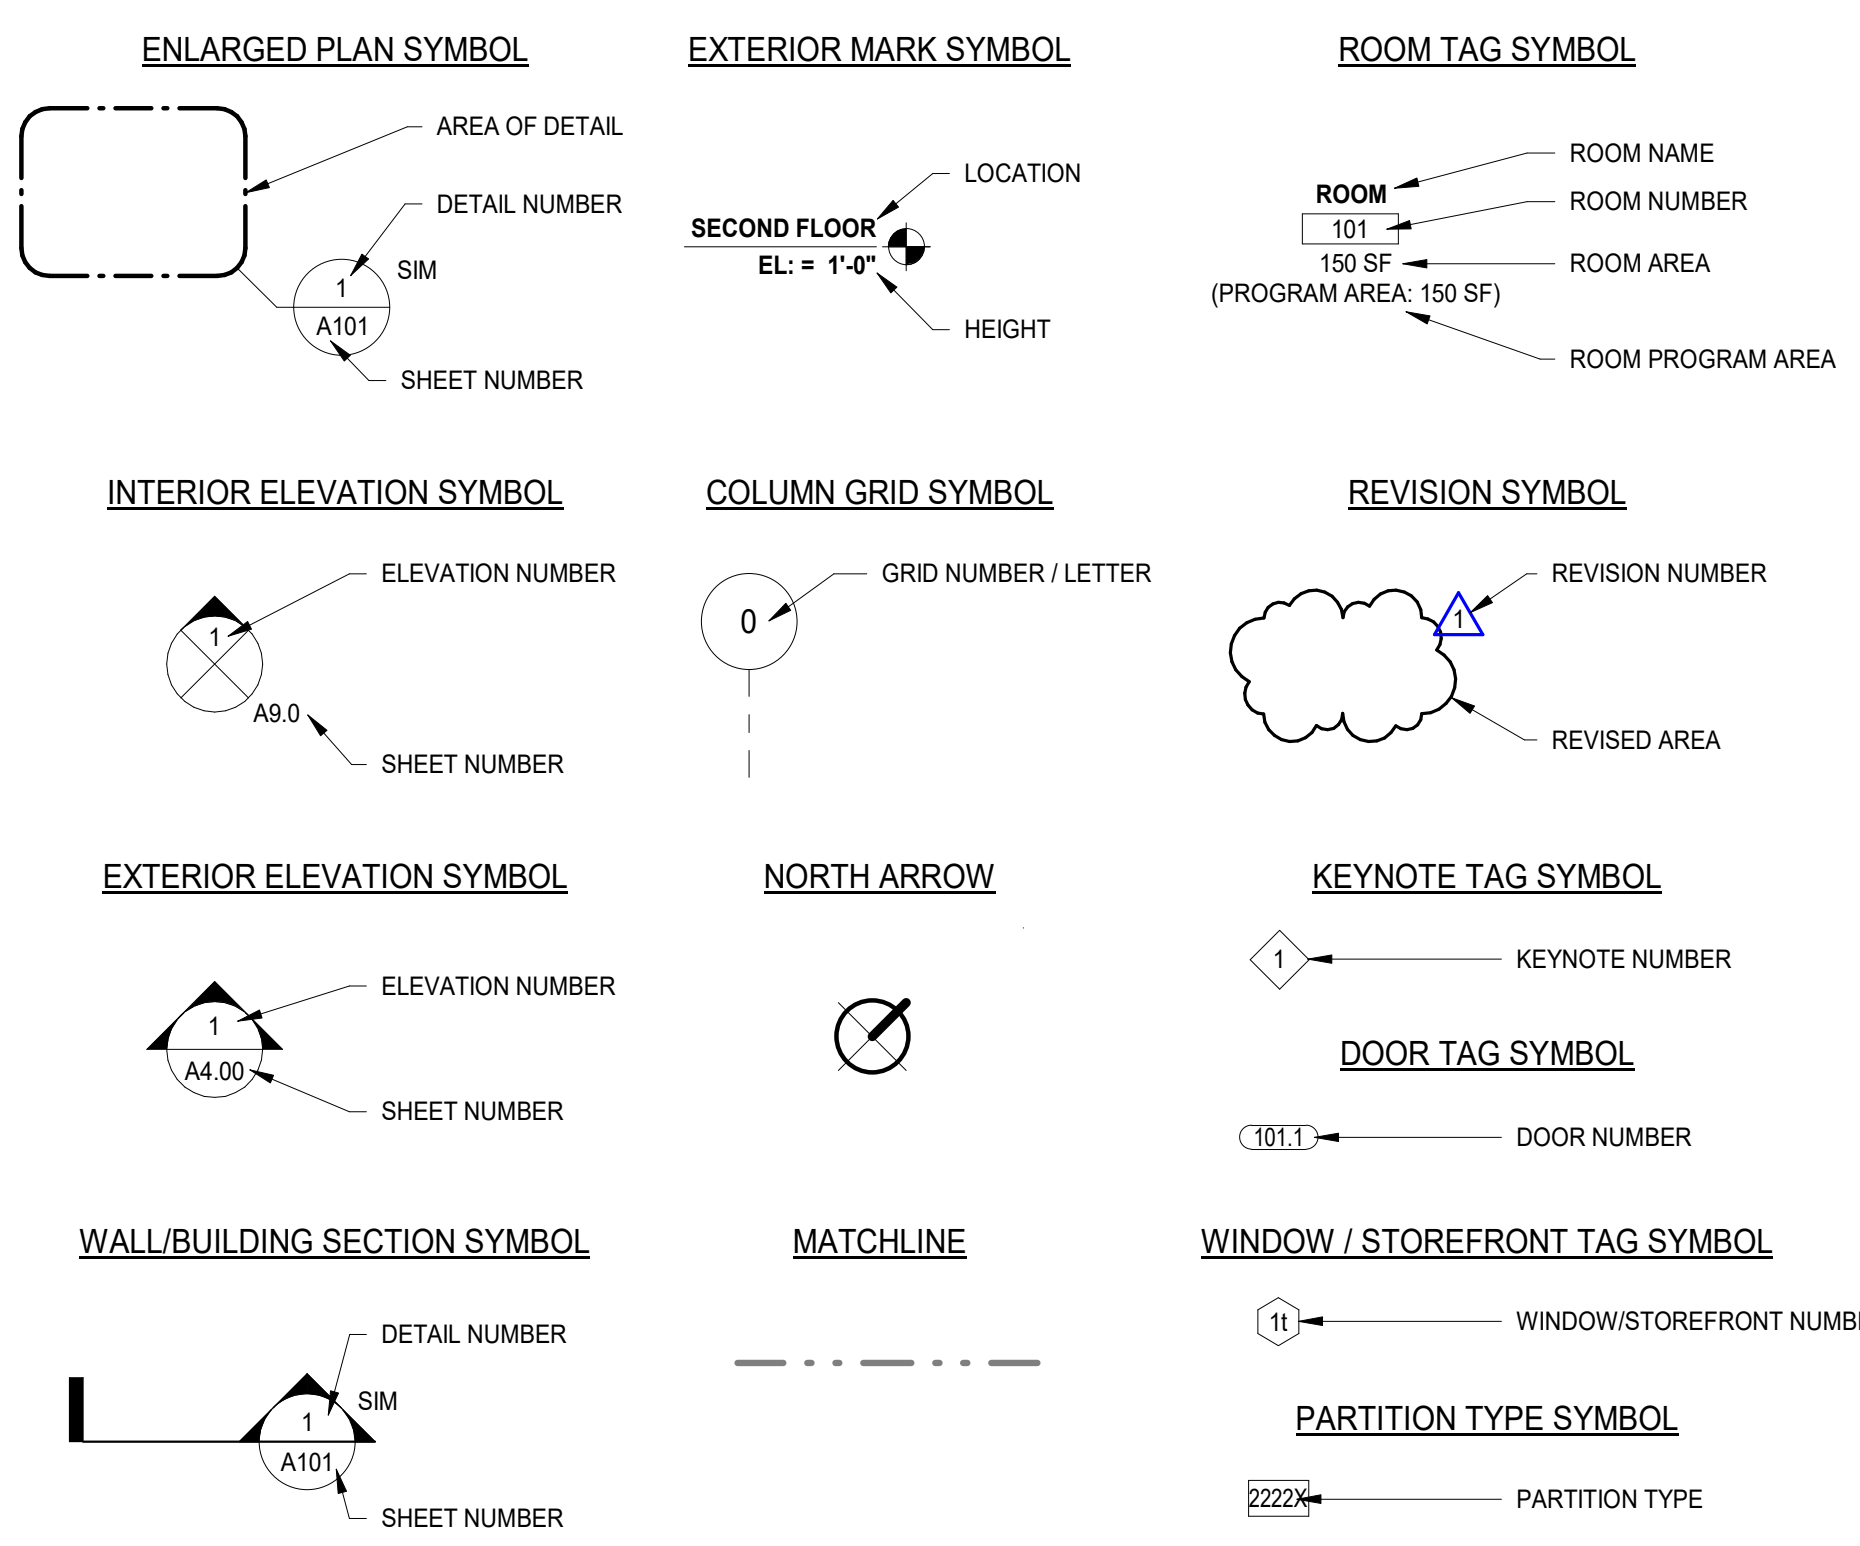 ENLARGED PLAN SYMBOL
AREA OF DETAIL
DETAIL NUMBER
1
SIM
A101
SHEET NUMBER
EXTERIOR MARK SYMBOL
LOCATION
SECOND FLOOR
EL: = 1'-0"
HEIGHT
ROOM TAG SYMBOL
ROOM NAME
ROOM
ROOM NUMBER
101
150 SF
ROOM AREA
(PROGRAM AREA: 150 SF)
ROOM PROGRAM AREA
INTERIOR ELEVATION SYMBOL
ELEVATION NUMBER
1
A9.0
SHEET NUMBER
COLUMN GRID SYMBOL
GRID NUMBER / LETTER
0
REVISION SYMBOL
REVISION NUMBER
1
REVISED AREA
EXTERIOR ELEVATION SYMBOL
ELEVATION NUMBER
1
A4.00
SHEET NUMBER
NORTH ARROW
KEYNOTE TAG SYMBOL
1
KEYNOTE NUMBER
DOOR TAG SYMBOL
101.1
DOOR NUMBER
WALL/BUILDING SECTION SYMBOL
DETAIL NUMBER
SIM
1
A101
SHEET NUMBER
MATCHLINE
WINDOW / STOREFRONT TAG SYMBOL
1t
WINDOW/STOREFRONT
PARTITION TYPE SYMBOL
2222X
PARTITION TYPE